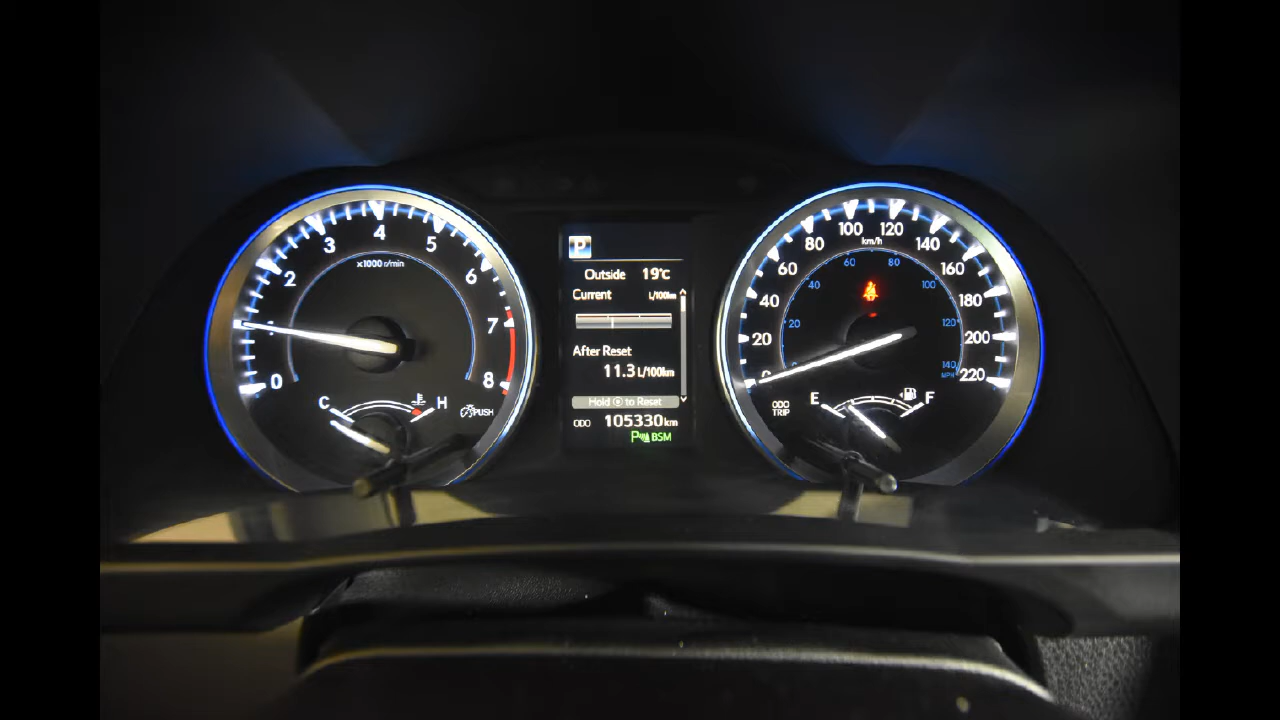 0
1
2
3
4
5
6
7
8
x1000 r/min
C
H
PUSH
P
Outside 19°C
Current L/100km
After Reset
11.3 L/100km
Hold to Reset
ODO 105330 km
P BSM
0
20
40
60
80
100
120
140
160
180
200
220
km/h
20
40
60
80
100
120
140
MPH
ODO
TRIP
E
F